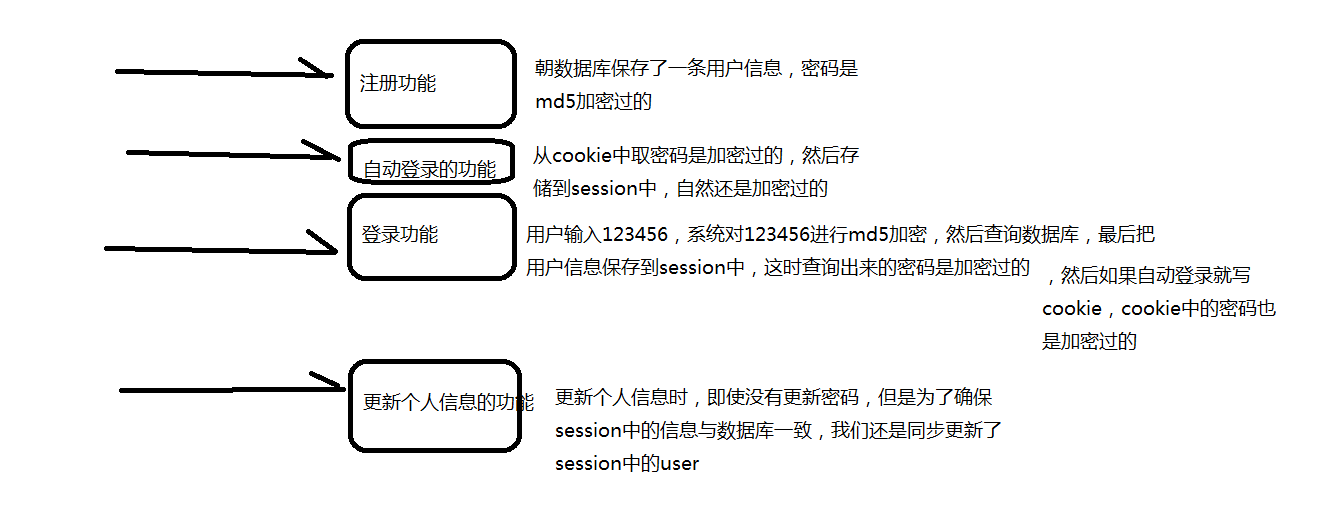 注册功能
朝数据库保存了一条用户信息，密码是
md5加密过的
自动登录的功能
从cookie中取密码是加密过的，然后存
储到session中，自然还是加密过的
登录功能
用户输入123456，系统对123456进行md5加密，然后查询数据库，最后把
用户信息保存到session中，这时查询出来的密码是加密过的
，然后如果自动登录就写
cookie，cookie中的密码也
是加密过的
更新个人信息的功能
更新个人信息时，即使没有更新密码，但是为了确保
session中的信息与数据库一致，我们还是同步更新了
session中的user